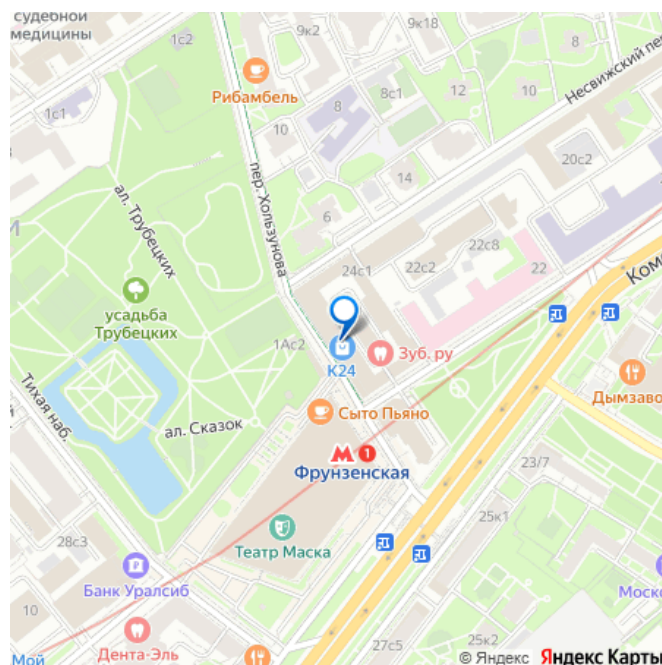 судебной
медицины
1с2
9к2
9к18
8
Рибамбель
8
8с1
12
10
Несвижский пер
1с1
10
пер. Хользунова
14
20с2
ал. Трубецких
6
24с1
22с2
22с8
22
Комс
усадьба
Трубецких
1Ас2
К24
Зуб. ру
Дымзаво
Тихая наб.
ал. Сказок
Сыто Пьяно
Фрунзенская
1
23/7
25к1
28с3
Театр Маска
Банк Уралсиб
Моско
10
Мой
Дента-Эль
27с5
25к2
© Яндекс Яндекс Карты